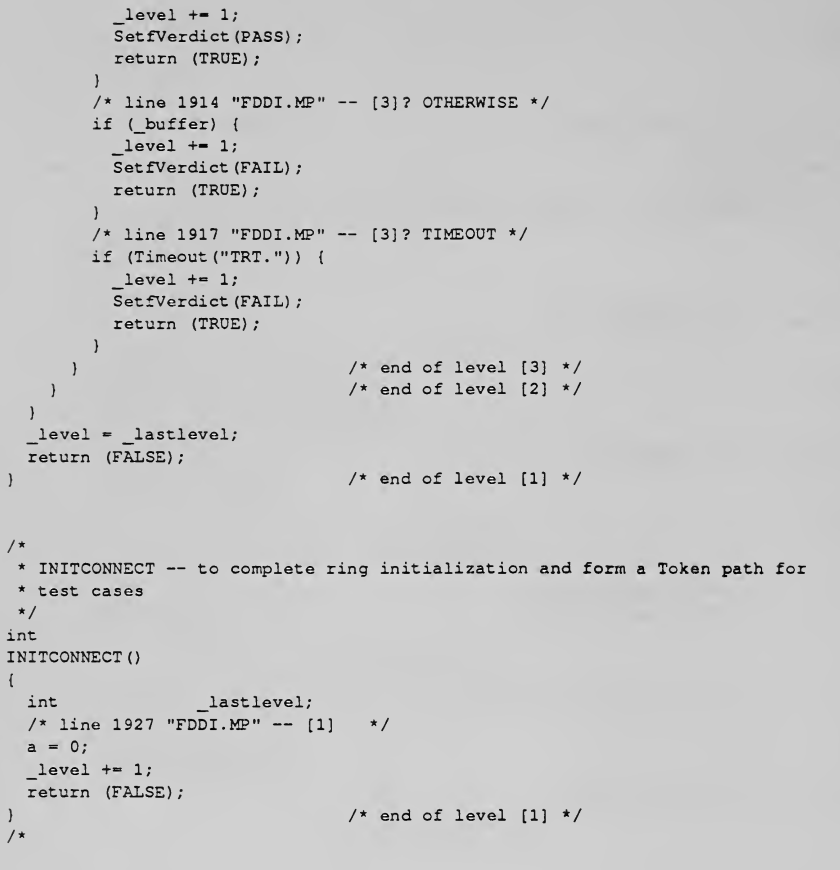 _level += 1;
SetfVerdict(PASS);
return (TRUE);
}
/* line 1914 "FDDI.MP" -- [3]? OTHERWISE */
if (_buffer) {
_level += 1;
SetfVerdict(FAIL);
return (TRUE);
}
/* line 1917 "FDDI.MP" -- [3]? TIMEOUT */
if (Timeout("TRT.")) {
_level += 1;
SetfVerdict(FAIL);
return (TRUE);
}
} /* end of level [3] */
} /* end of level [2] */
}
_level = _lastlevel;
return (FALSE);
} /* end of level [1] */
/*
* INITCONNECT -- to complete ring initialization and form a Token path for
* test cases
*/
int
INITCONNECT()
{
int _lastlevel;
/* line 1927 "FDDI.MP" -- [1] */
a = 0;
_level += 1;
return (FALSE);
} /* end of level [1] */
/*